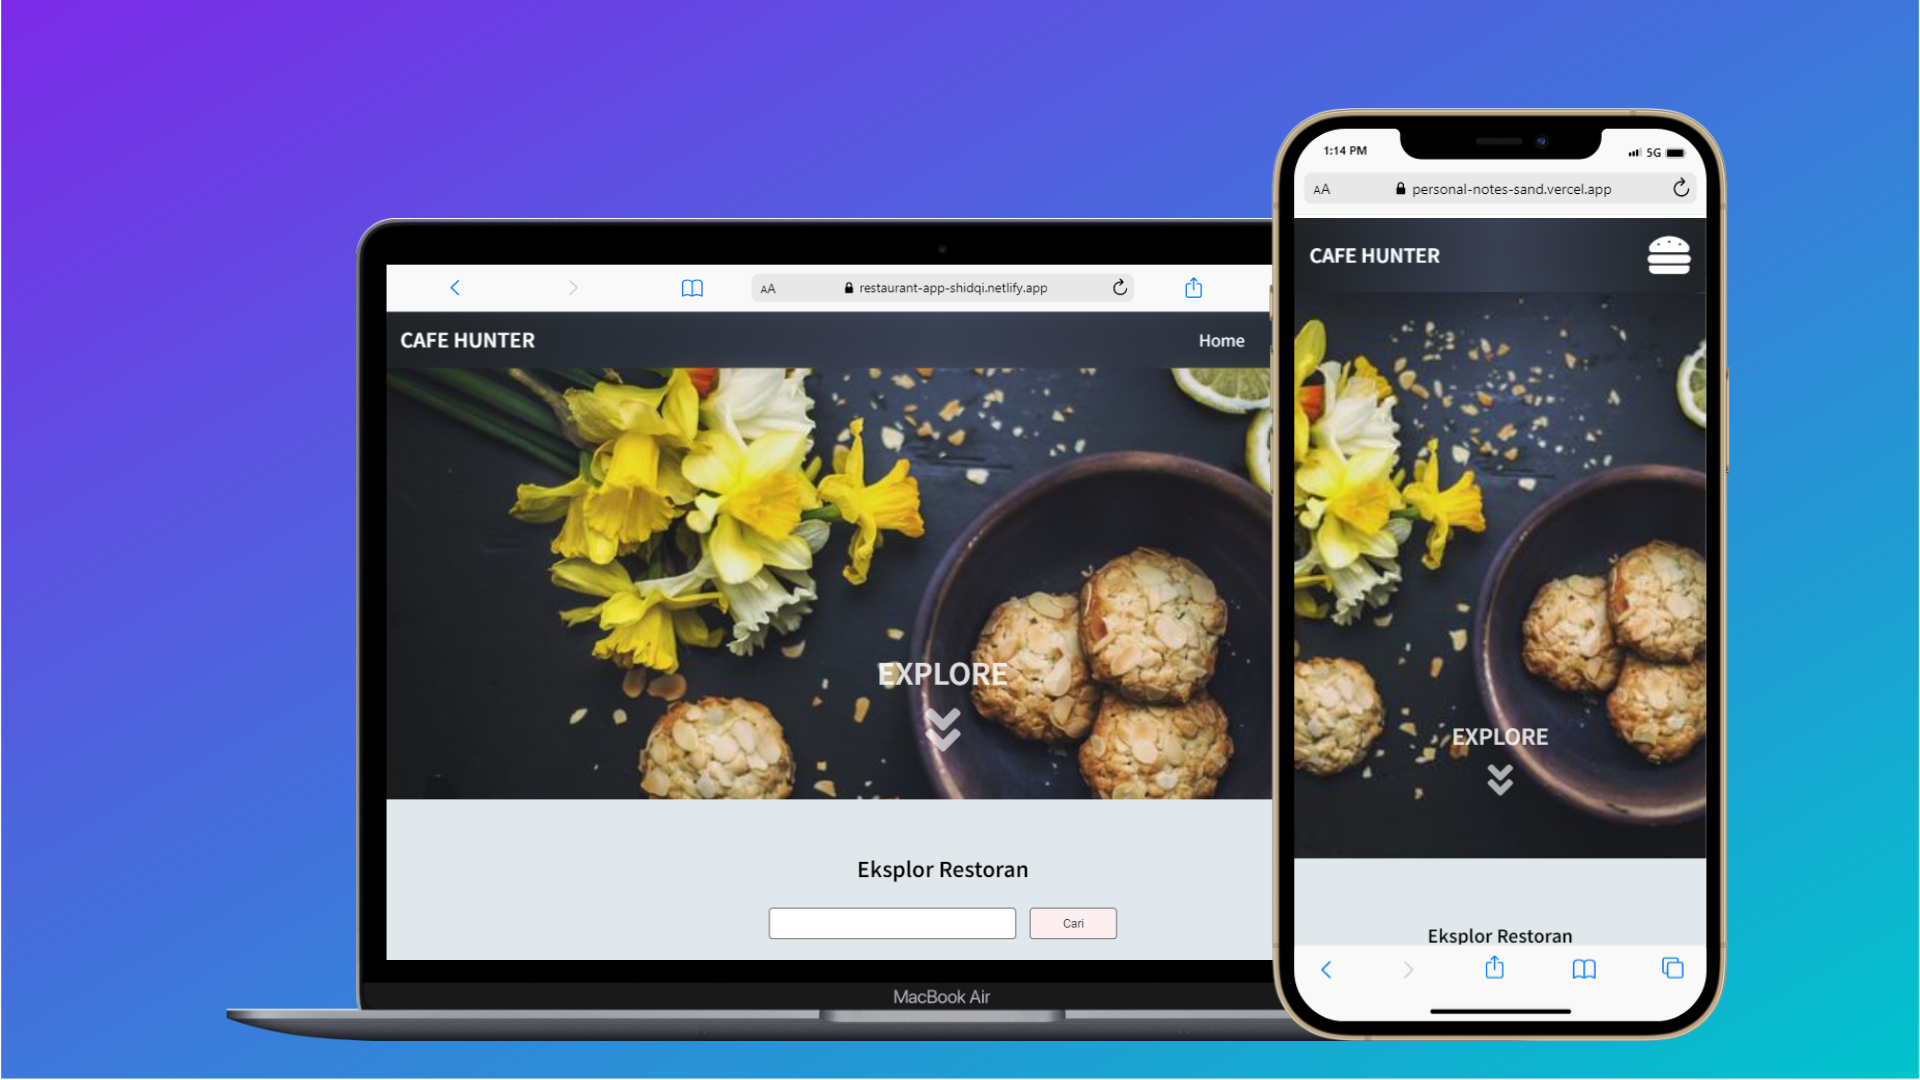 AA restaurant-app-shidqi.netlify.app
CAFE HUNTER
Home
EXPLORE
Eksplor Restoran
Cari
MacBook Air
1:14 PM
5G
AA personal-notes-sand.vercel.app
CAFE HUNTER
EXPLORE
Eksplor Restoran